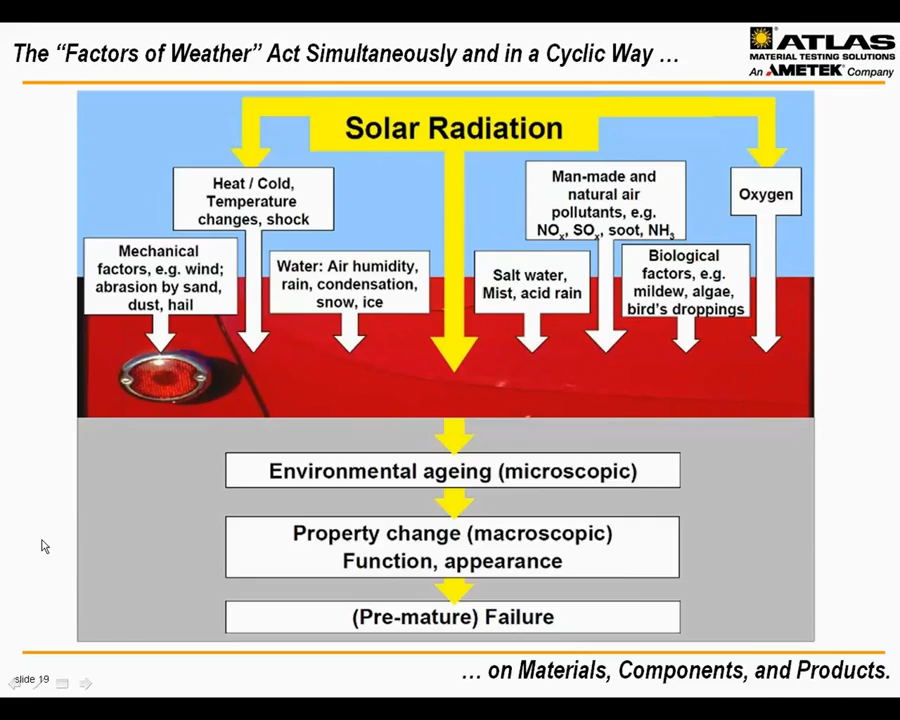 The “Factors of Weather” Act Simultaneously and in a Cyclic Way …
ATLAS
MATERIAL TESTING SOLUTIONS
An AMETEK® Company
Solar Radiation
Heat / Cold,
Temperature
changes, shock
Man-made and
natural air
pollutants, e.g.
NOx, SOx, soot, NH3
Oxygen
Mechanical
factors, e.g. wind;
abrasion by sand,
dust, hail
Water: Air humidity,
rain, condensation,
snow, ice
Salt water,
Mist, acid rain
Biological
factors, e.g.
mildew, algae,
bird’s droppings
Environmental ageing (microscopic)
Property change (macroscopic)
Function, appearance
(Pre-mature) Failure
… on Materials, Components, and Products.
slide 19